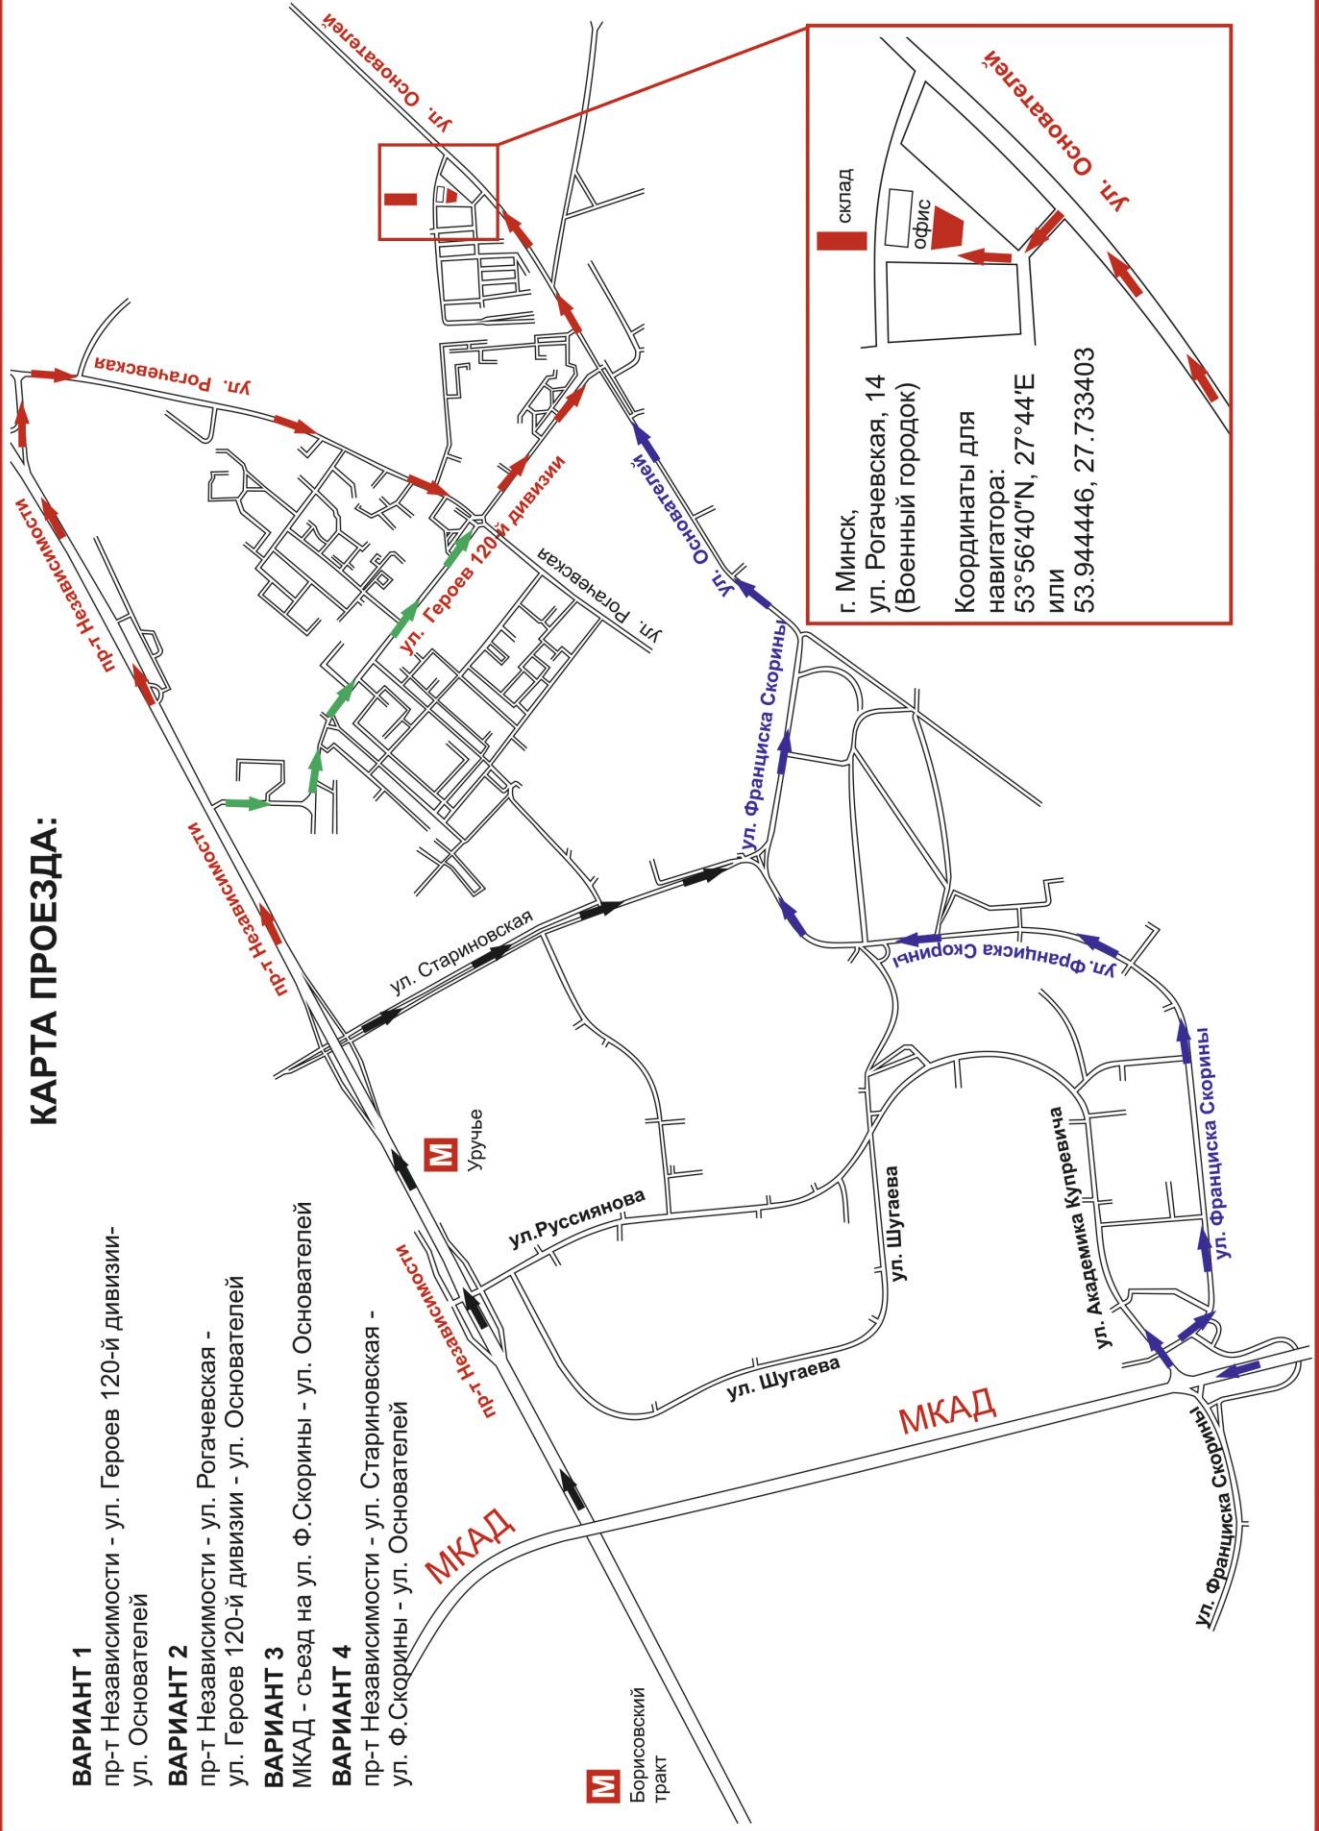 КАРТА ПРОЕЗДА:
ВАРИАНТ 1
пр-т Независимости - ул. Героев 120-й дивизии-
ул. Основателей
ВАРИАНТ 2
пр-т Независимости - ул. Рогачевская -
ул. Героев 120-й дивизии - ул. Основателей
ВАРИАНТ 3
МКАД - съезд на ул. Ф.Скорины - ул. Основателей
ВАРИАНТ 4
пр-т Независимости - ул. Стариновская -
ул. Ф.Скорины - ул. Основателей
М
Борисовский
тракт
МКАД
МКАД
пр-т Независимости
М
Уручье
пр-т Независимости
пр-т Независимости
ул. Рогачевская
ул. Героев 120-й дивизии
ул. Рогачевская
ул. Стариновская
ул.Руссиянова
ул. Шугаева
ул. Шугаева
ул. Академика Купревича
ул. Франциска Скорины
ул. Франциска Скорины
ул. Франциска Скорины
ул. Франциска Скорины
ул. Основателей
ул. Основателей
склад
офис
ул. Основателей
г. Минск,
ул. Рогачевская, 14
(Военный городок)
Координаты для
навигатора:
53°56′40″N, 27°44′E
или
53.944446, 27.733403